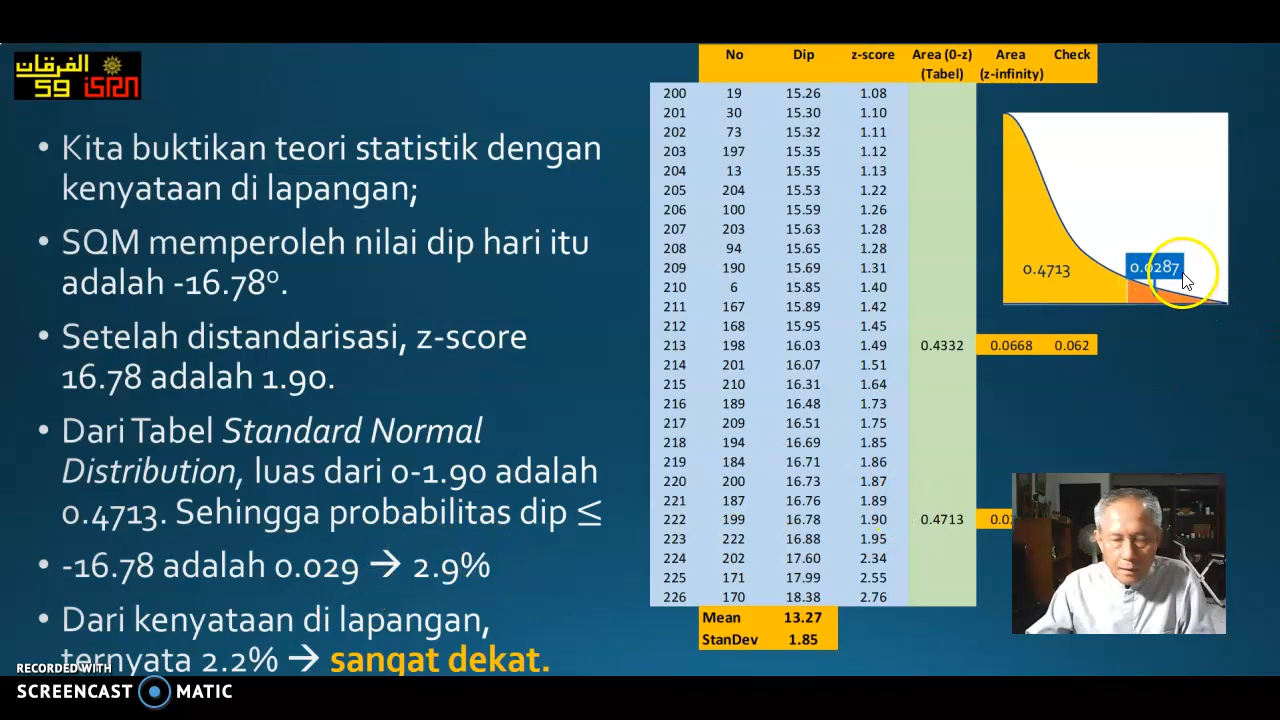 الفرقان
59 isrn
• Kita buktikan teori statistik dengan
kenyataan di lapangan;
• SQM memperoleh nilai dip hari itu
adalah -16.78⁰.
• Setelah distandarisasi, z-score
16.78 adalah 1.90.
• Dari Tabel Standard Normal
Distribution, luas dari 0-1.90 adalah
0.4713. Sehingga probabilitas dip ≤
• -16.78 adalah 0.029 → 2.9%
• Dari kenyataan di lapangan,
ternyata 2.2% → sangat dekat.
No Dip z-score Area (0-z) Area Check
(Tabel) (z-infinity)
200 19 15.26 1.08
201 30 15.30 1.10
202 73 15.32 1.11
203 197 15.35 1.12
204 13 15.35 1.13
205 204 15.53 1.22
206 100 15.59 1.26
207 203 15.63 1.28
208 94 15.65 1.28
209 190 15.69 1.31
210 6 15.85 1.40
211 167 15.89 1.42
212 168 15.95 1.45
213 198 16.03 1.49 0.4332 0.0668 0.062
214 201 16.07 1.51
215 210 16.31 1.64
216 189 16.48 1.73
217 209 16.51 1.75
218 194 16.69 1.85
219 184 16.71 1.86
220 200 16.73 1.87
221 187 16.76 1.89
222 199 16.78 1.90 0.4713
223 222 16.88 1.95
224 202 17.60 2.34
225 171 17.99 2.55
226 170 18.38 2.76
Mean 13.27
StanDev 1.85
0.4713
0.0287
RECORDED WITH
SCREENCAST MATIC